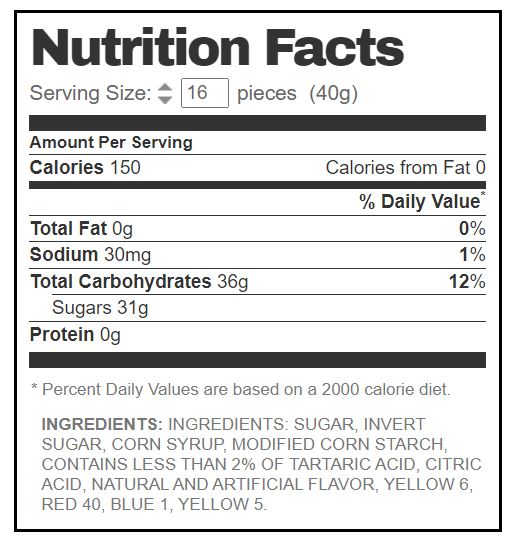 Nutrition Facts
Serving Size: 16 pieces (40g)
Amount Per Serving
Calories 150 Calories from Fat 0
% Daily Value*
Total Fat 0g 0%
Sodium 30mg 1%
Total Carbohydrates 36g 12%
Sugars 31g
Protein 0g
* Percent Daily Values are based on a 2000 calorie diet.
INGREDIENTS: INGREDIENTS: SUGAR, INVERT
SUGAR, CORN SYRUP, MODIFIED CORN STARCH,
CONTAINS LESS THAN 2% OF TARTARIC ACID, CITRIC
ACID, NATURAL AND ARTIFICIAL FLAVOR, YELLOW 6,
RED 40, BLUE 1, YELLOW 5.